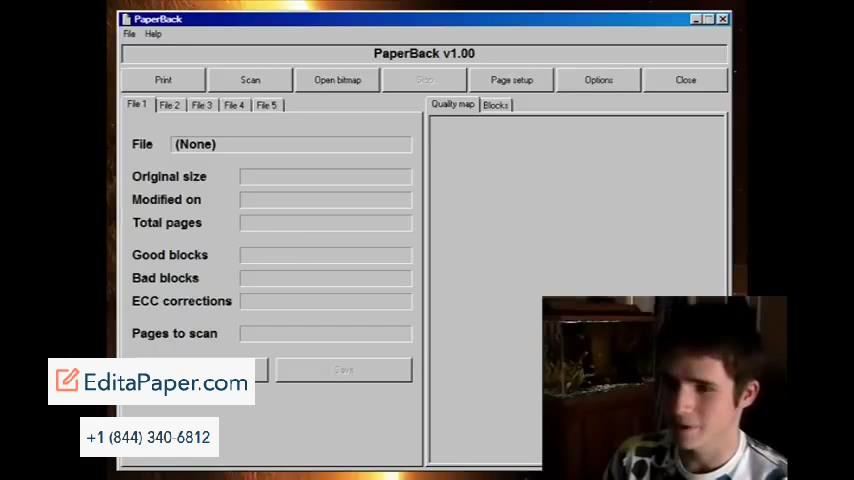 PaperBack
File Help
PaperBack v1.00
Print Scan Open bitmap Stop Page setup Options Close
File 1 File 2 File 3 File 4 File 5 Quality map Blocks
File (None)
Original size
Modified on
Total pages
Good blocks
Bad blocks
ECC corrections
Pages to scan
Save
EditaPaper.com
+1 (844) 340-6812